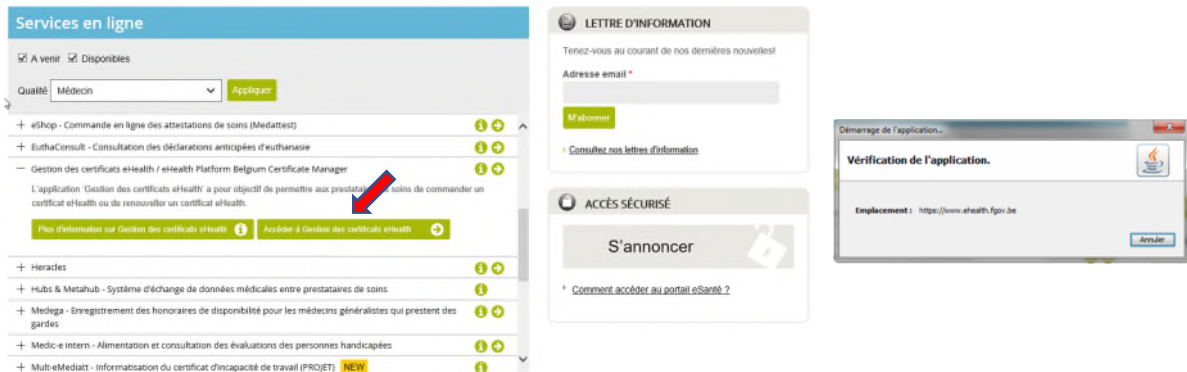 Services en ligne
A venir Disponibles
Qualité Médecin Appliquer
+ eShop - Commande en ligne des attestations de soins (Medattest)
+ EuthaConsult - Consultation des déclarations anticipées d'euthanasie
— Gestion des certificats eHealth / eHealth Platform Belgium Certificate Manager
L'application 'Gestion des certificats eHealth' a pour objectif de permettre aux prestatai soins de commander un
certificat eHealth ou de renouveller un certificat eHealth.
Plus d'information sur Gestion des certificats eHealth Accéder à Gestion des certificats eHealth
+ Heracles
+ Hubs & Metahub - Système d'échange de données médicales entre prestataires de soins
+ Medega - Enregistrement des honoraires de disponibilité pour les médecins généralistes qui prestent des
gardes
+ Medic-e intern - Alimentation et consultation des évaluations des personnes handicapées
+ Mult-eMediatt - Informatisation du certificat d'incapacité de travail (PROJET) NEW
LETTRE D'INFORMATION
Tenez-vous au courant de nos dernières nouvelles!
Adresse email *
M'abonner
Consultez nos lettres d'information
ACCÈS SÉCURISÉ
S'annoncer
Comment accéder au portail eSanté ?
Démarrage de l'application...
Vérification de l'application.
Emplacement : https://www.ehealth.fgov.be
Annuler